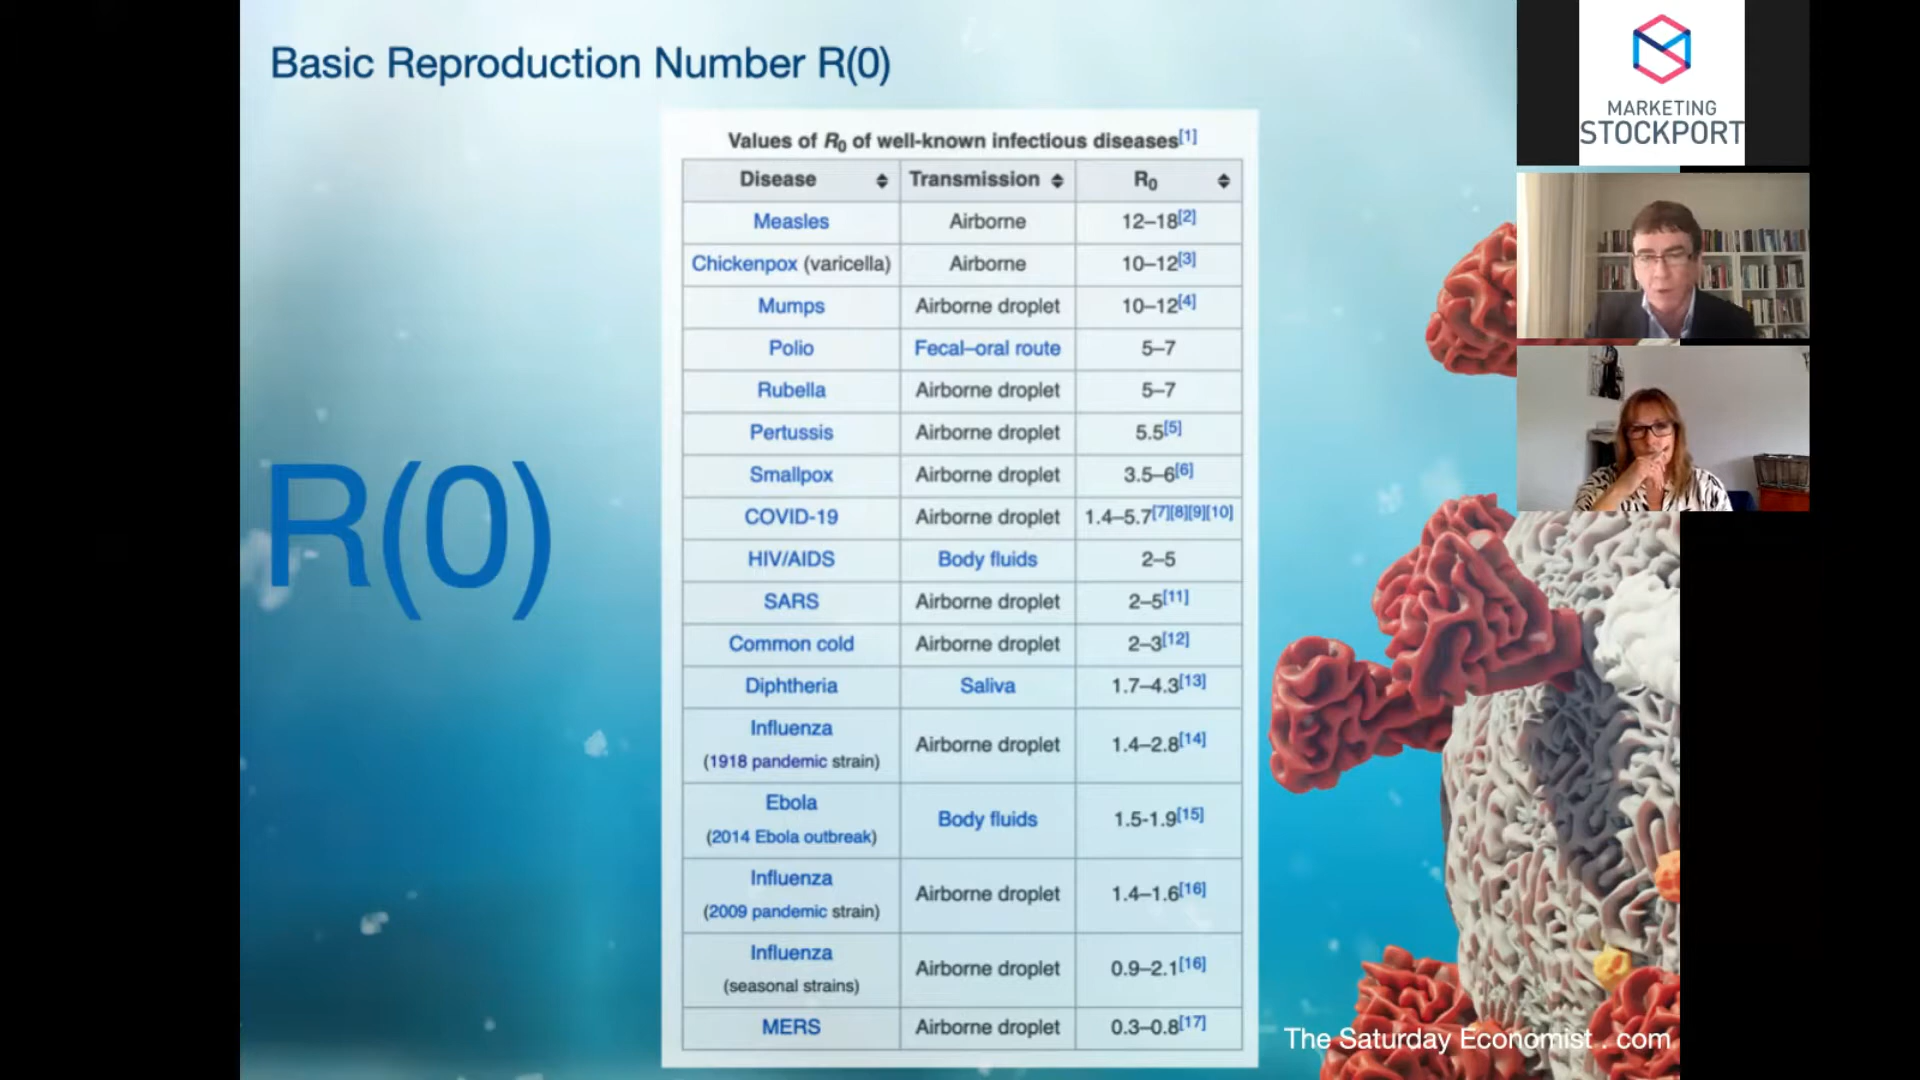 Basic Reproduction Number R(0)
MARKETING
STOCKPORT
Values of R0 of well-known infectious diseases[1]
Disease Transmission R0
Measles Airborne 12–18[2]
Chickenpox (varicella) Airborne 10–12[3]
Mumps Airborne droplet 10–12[4]
Polio Fecal–oral route 5–7
Rubella Airborne droplet 5–7
Pertussis Airborne droplet 5.5[5]
Smallpox Airborne droplet 3.5–6[6]
COVID-19 Airborne droplet 1.4–5.7[7][8][9][10]
HIV/AIDS Body fluids 2–5
SARS Airborne droplet 2–5[11]
Common cold Airborne droplet 2–3[12]
Diphtheria Saliva 1.7–4.3[13]
Influenza
(1918 pandemic strain) Airborne droplet 1.4–2.8[14]
Ebola
(2014 Ebola outbreak) Body fluids 1.5-1.9[15]
Influenza
(2009 pandemic strain) Airborne droplet 1.4–1.6[16]
Influenza
(seasonal strains) Airborne droplet 0.9–2.1[16]
MERS Airborne droplet 0.3–0.8[17]
R(0)
The Saturday Economist . com